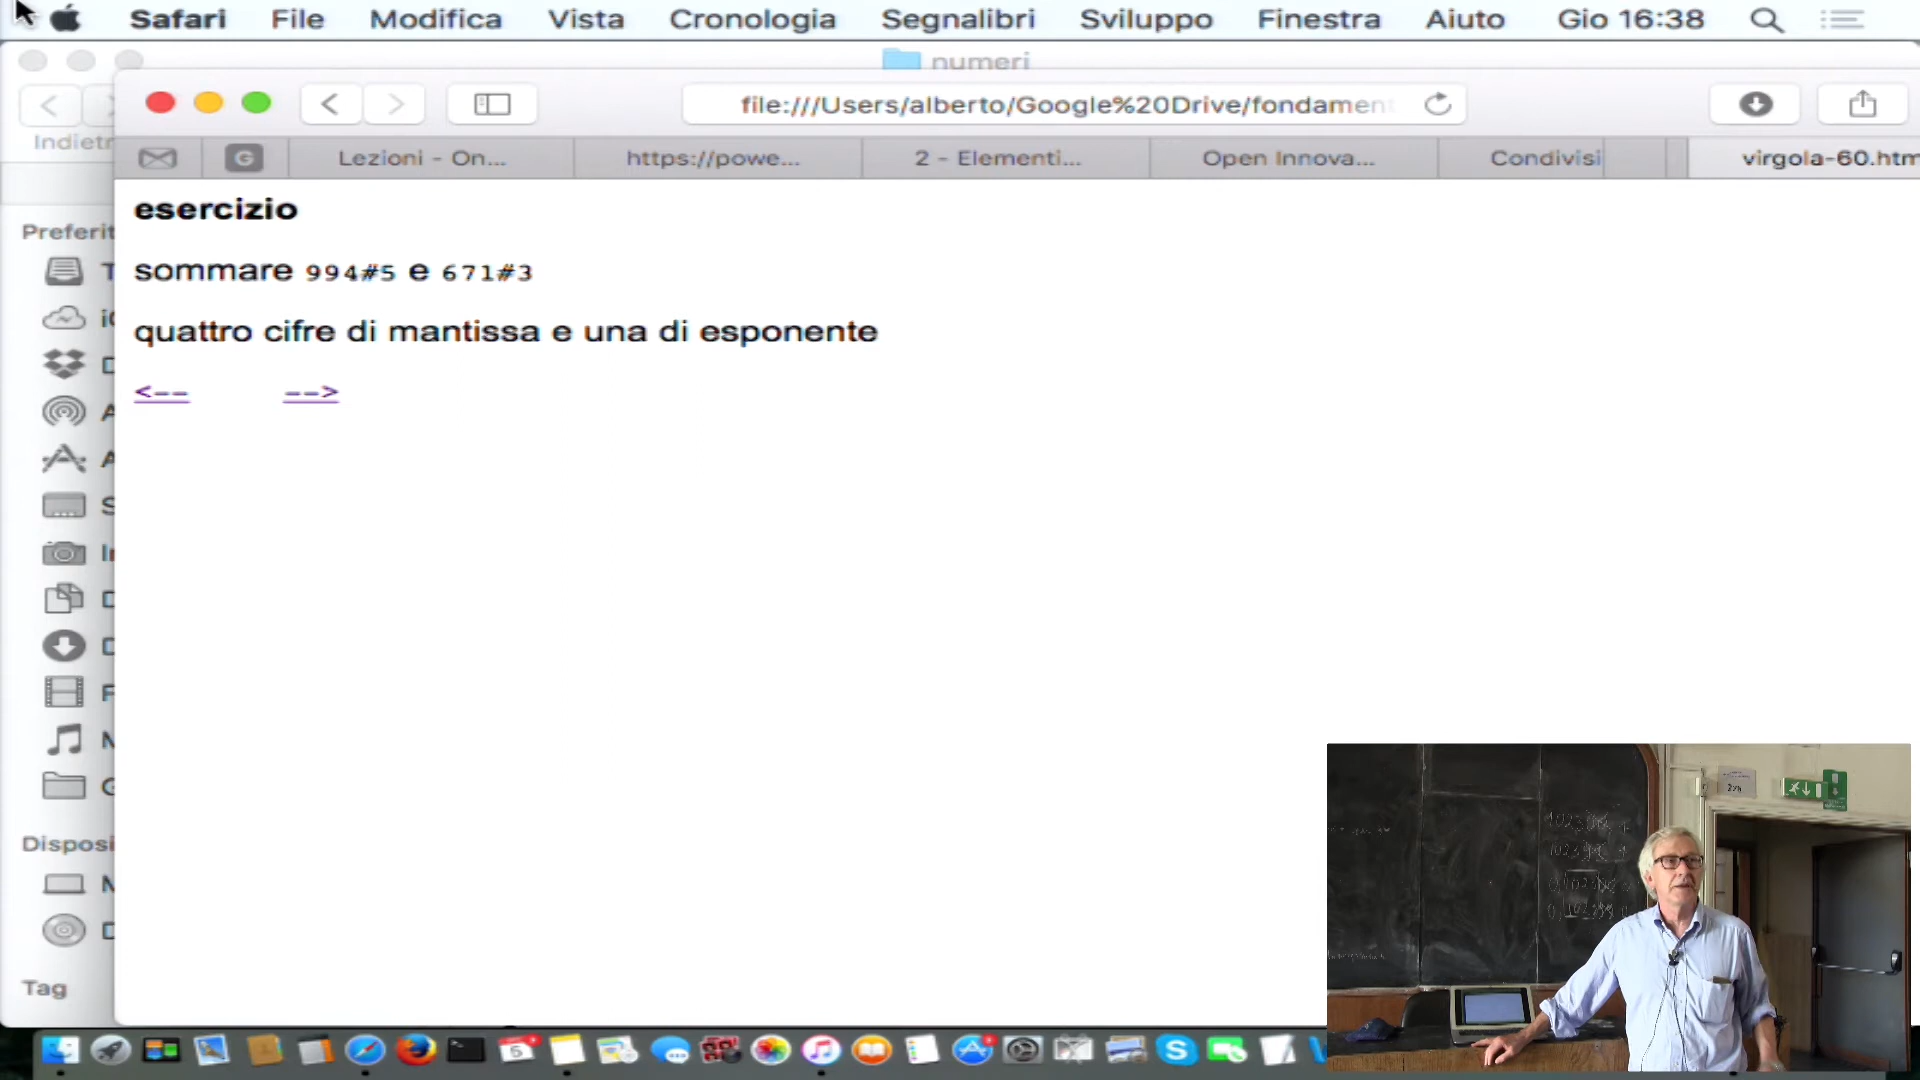 Safari File Modifica Vista Cronologia Segnalibri Sviluppo Finestra Aiuto Gio 16:38
numeri
file:///Users/alberto/Google%20Drive/fondament
Indietr
Lezioni - On... https://powe... 2 - Elementi... Open Innova... Condivisi virgola-60.htm
esercizio
Preferit
sommare 994#5 e 671#3
quattro cifre di mantissa e una di esponente
<-- -->
Disposi
Tag